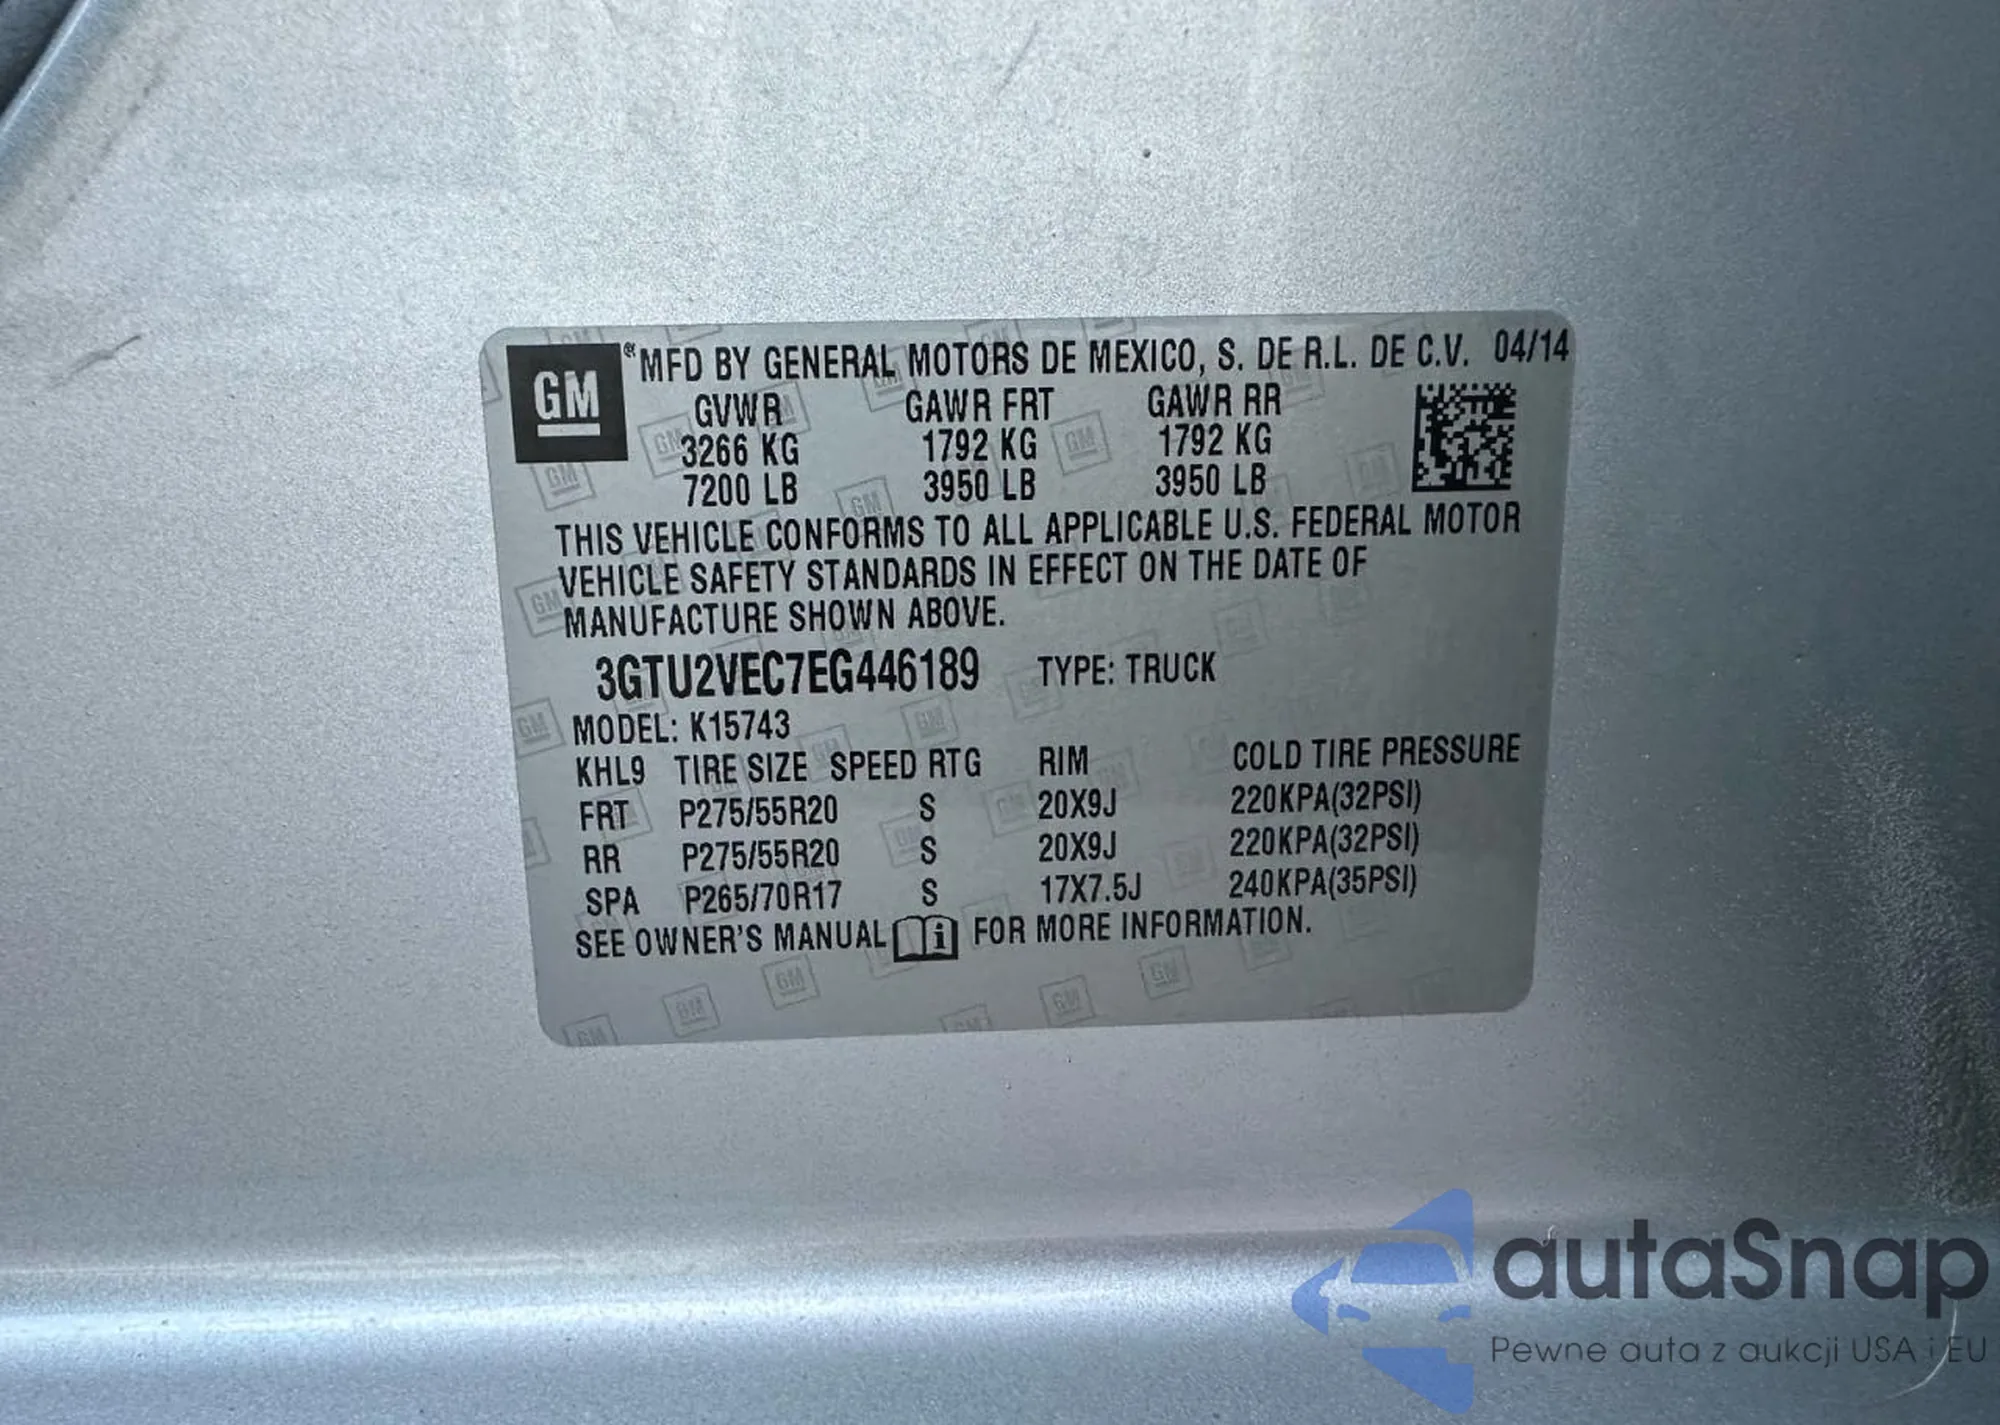 GM ® MFD BY GENERAL MOTORS DE MEXICO, S. DE R.L. DE C.V. 04/14
GVWR GAWR FRT GAWR RR
3266 KG 1792 KG 1792 KG
7200 LB 3950 LB 3950 LB
THIS VEHICLE CONFORMS TO ALL APPLICABLE U.S. FEDERAL MOTOR
VEHICLE SAFETY STANDARDS IN EFFECT ON THE DATE OF
MANUFACTURE SHOWN ABOVE.
3GTU2VEC7EG446189 TYPE: TRUCK
MODEL: K15743
KHL9 TIRE SIZE SPEED RTG RIM COLD TIRE PRESSURE
FRT P275/55R20 S 20X9J 220KPA(32PSI)
RR P275/55R20 S 20X9J 220KPA(32PSI)
SPA P265/70R17 S 17X7.5J 240KPA(35PSI)
SEE OWNER'S MANUAL i FOR MORE INFORMATION.
autaSnap
Pewne auta z aukcji USA i EU